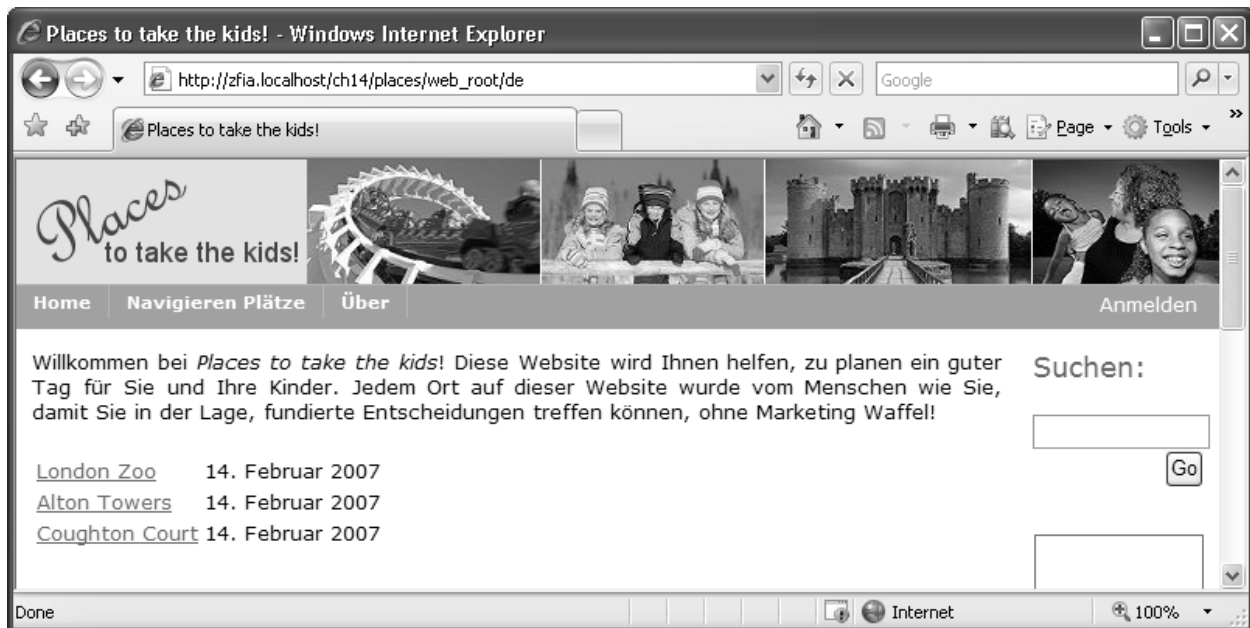 Places to take the kids! - Windows Internet Explorer
http://zfia.localhost/ch14/places/web_root/de
Google
Places to take the kids!
Page
Tools
»
Places
to take the kids!
Home Navigieren Plätze Über Anmelden
Willkommen bei Places to take the kids! Diese Website wird Ihnen helfen, zu planen ein guter
Tag für Sie und Ihre Kinder. Jedem Ort auf dieser Website wurde vom Menschen wie Sie,
damit Sie in der Lage, fundierte Entscheidungen treffen können, ohne Marketing Waffel!
Suchen:
Go
London Zoo 14. Februar 2007
Alton Towers 14. Februar 2007
Coughton Court 14. Februar 2007
Done Internet 100%